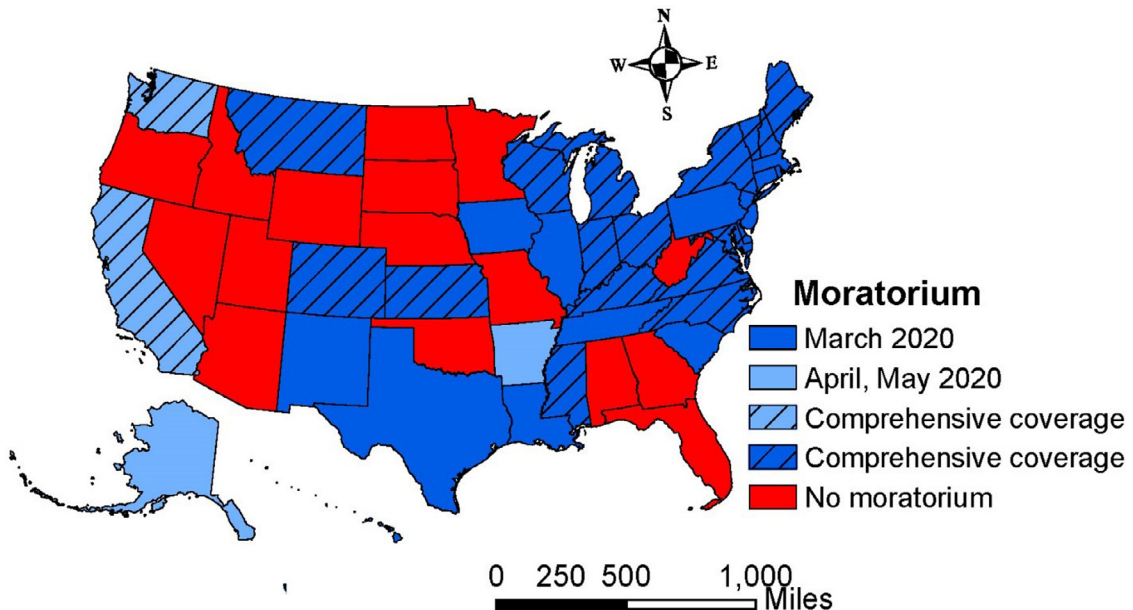 N
W E
S
Moratorium
March 2020
April, May 2020
Comprehensive coverage
Comprehensive coverage
No moratorium
0 250 500 1,000
Miles